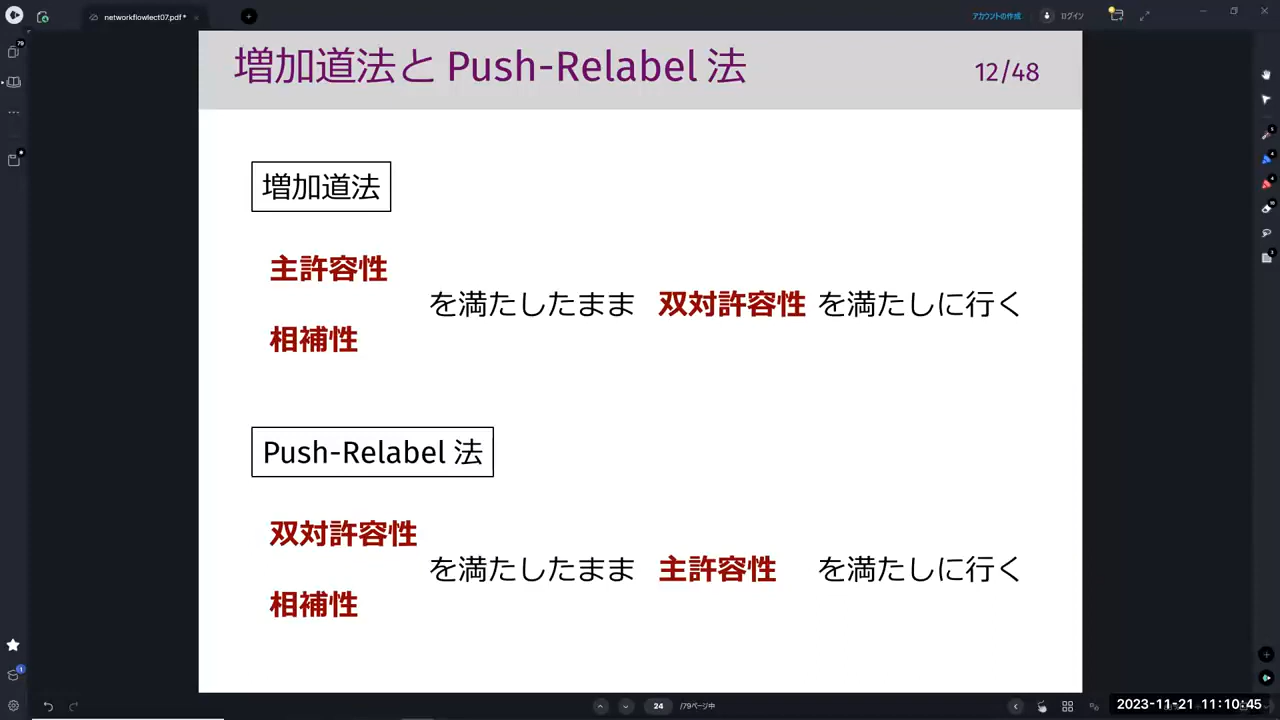 networkflowlect07.pdf*
アカウントの作成
ログイン
増加道法と Push-Relabel 法
12/48
増加道法
主許容性
を満たしたまま 双対許容性 を満たしに行く
相補性
Push-Relabel 法
双対許容性
を満たしたまま 主許容性 を満たしに行く
相補性
24
/79ページ中
2023-11-21 11:10:45